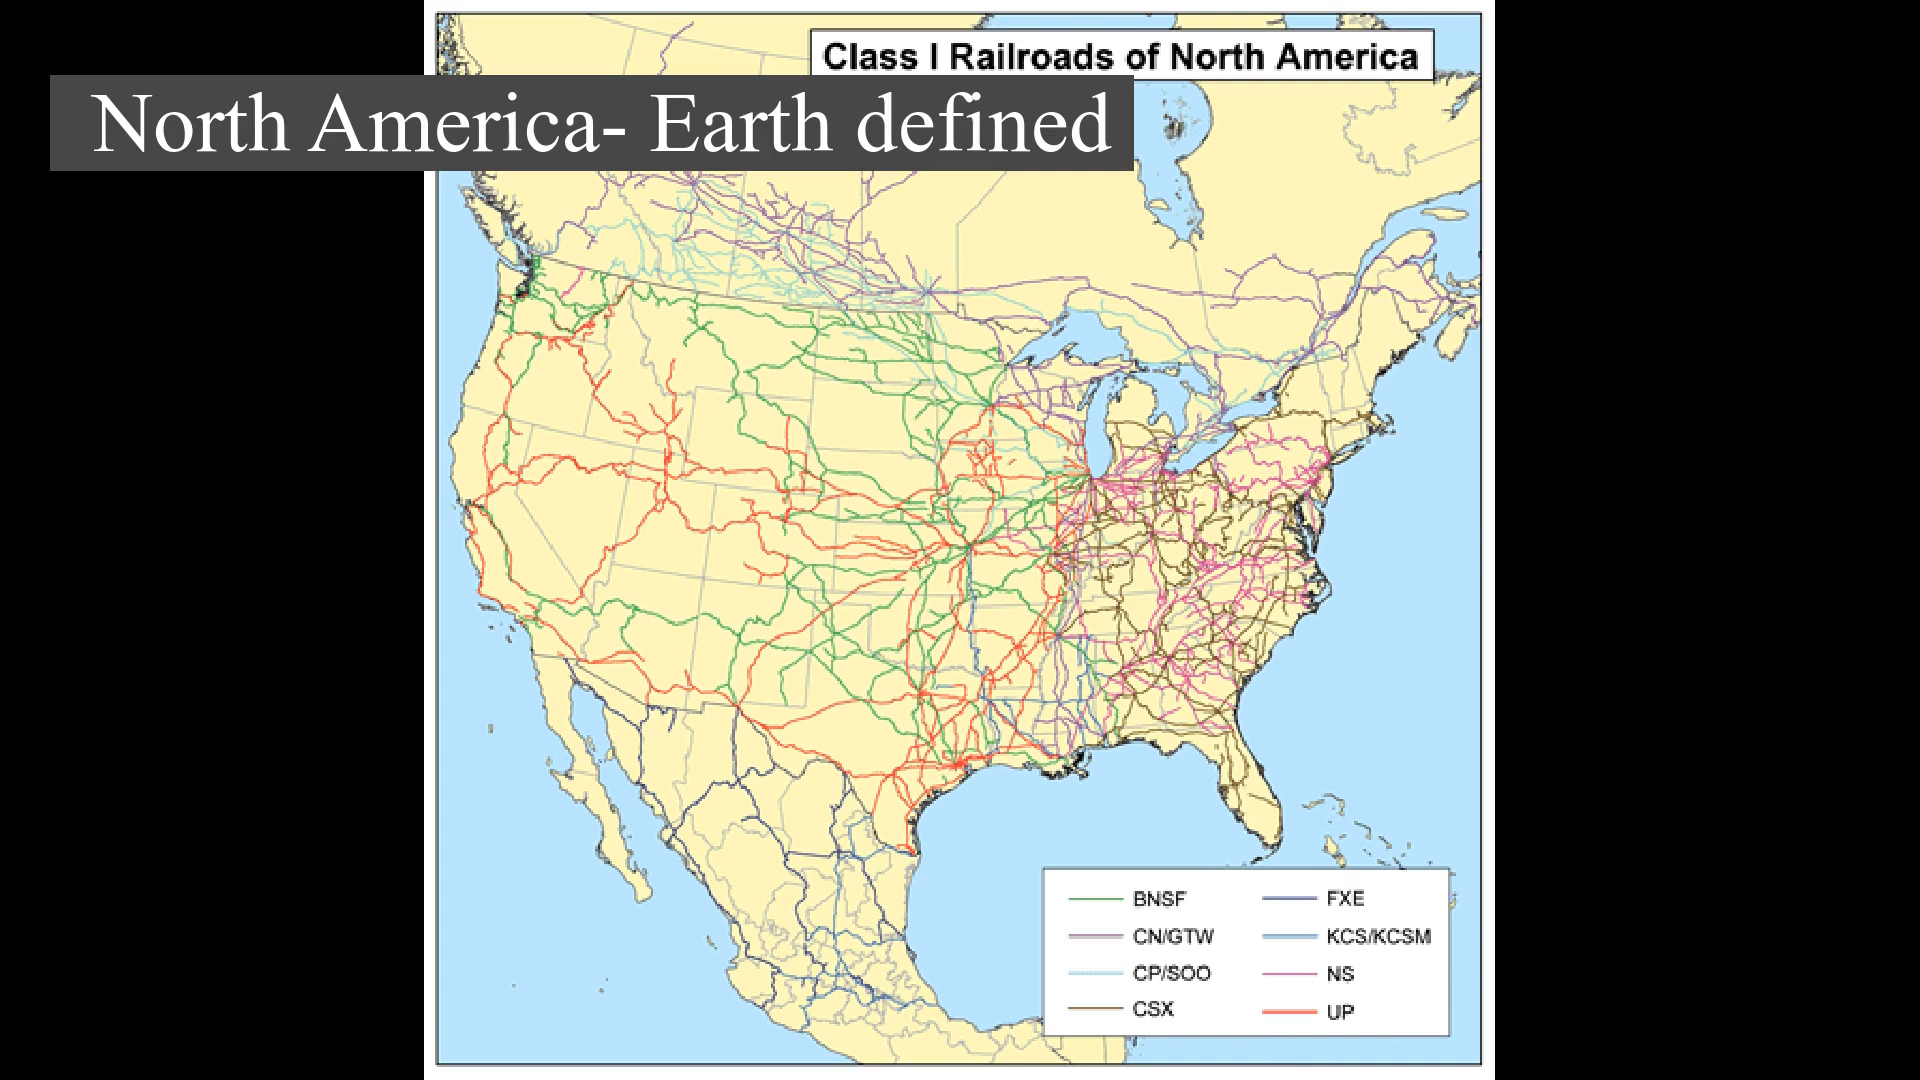 Class I Railroads of North America
North America- Earth defined
BNSF
CN/GTW
CP/SOO
CSX
FXE
KCS/KCSM
NS
UP